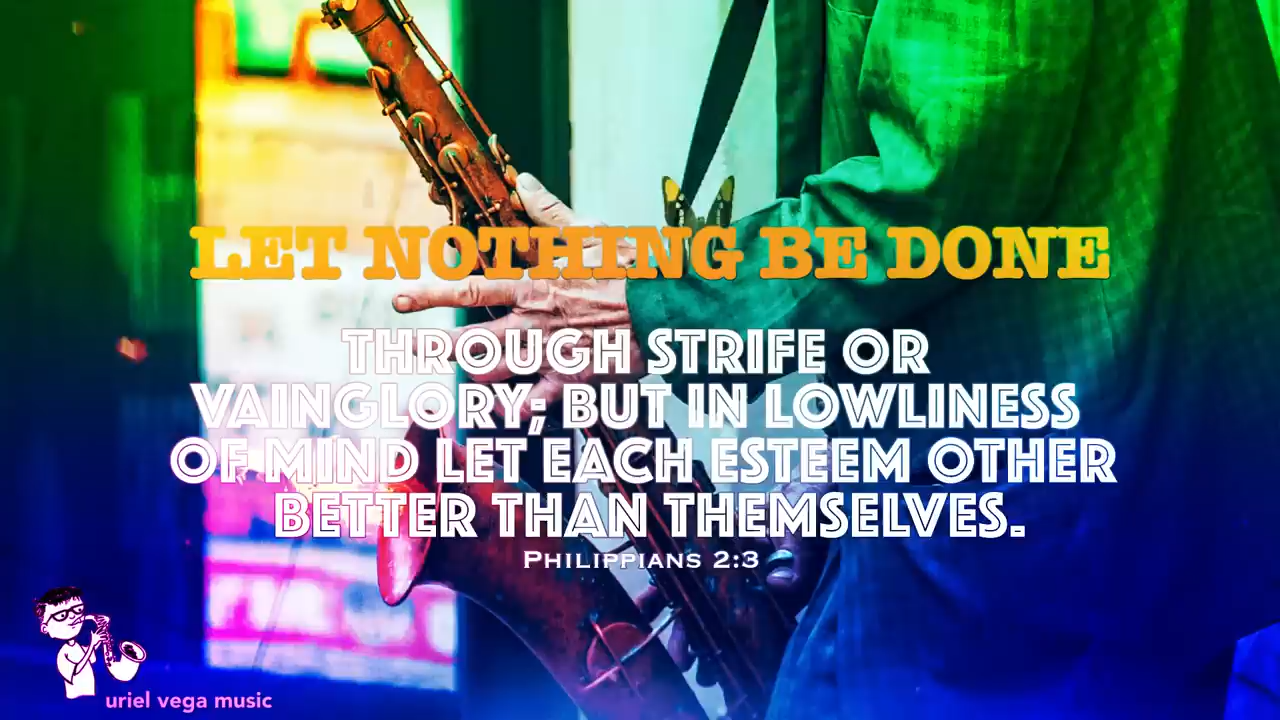 LET NOTHING BE DONE
THROUGH STRIFE OR
VAINGLORY; BUT IN LOWLINESS
OF MIND LET EACH ESTEEM OTHER
BETTER THAN THEMSELVES.
PHILIPPIANS 2:3
uriel vega music